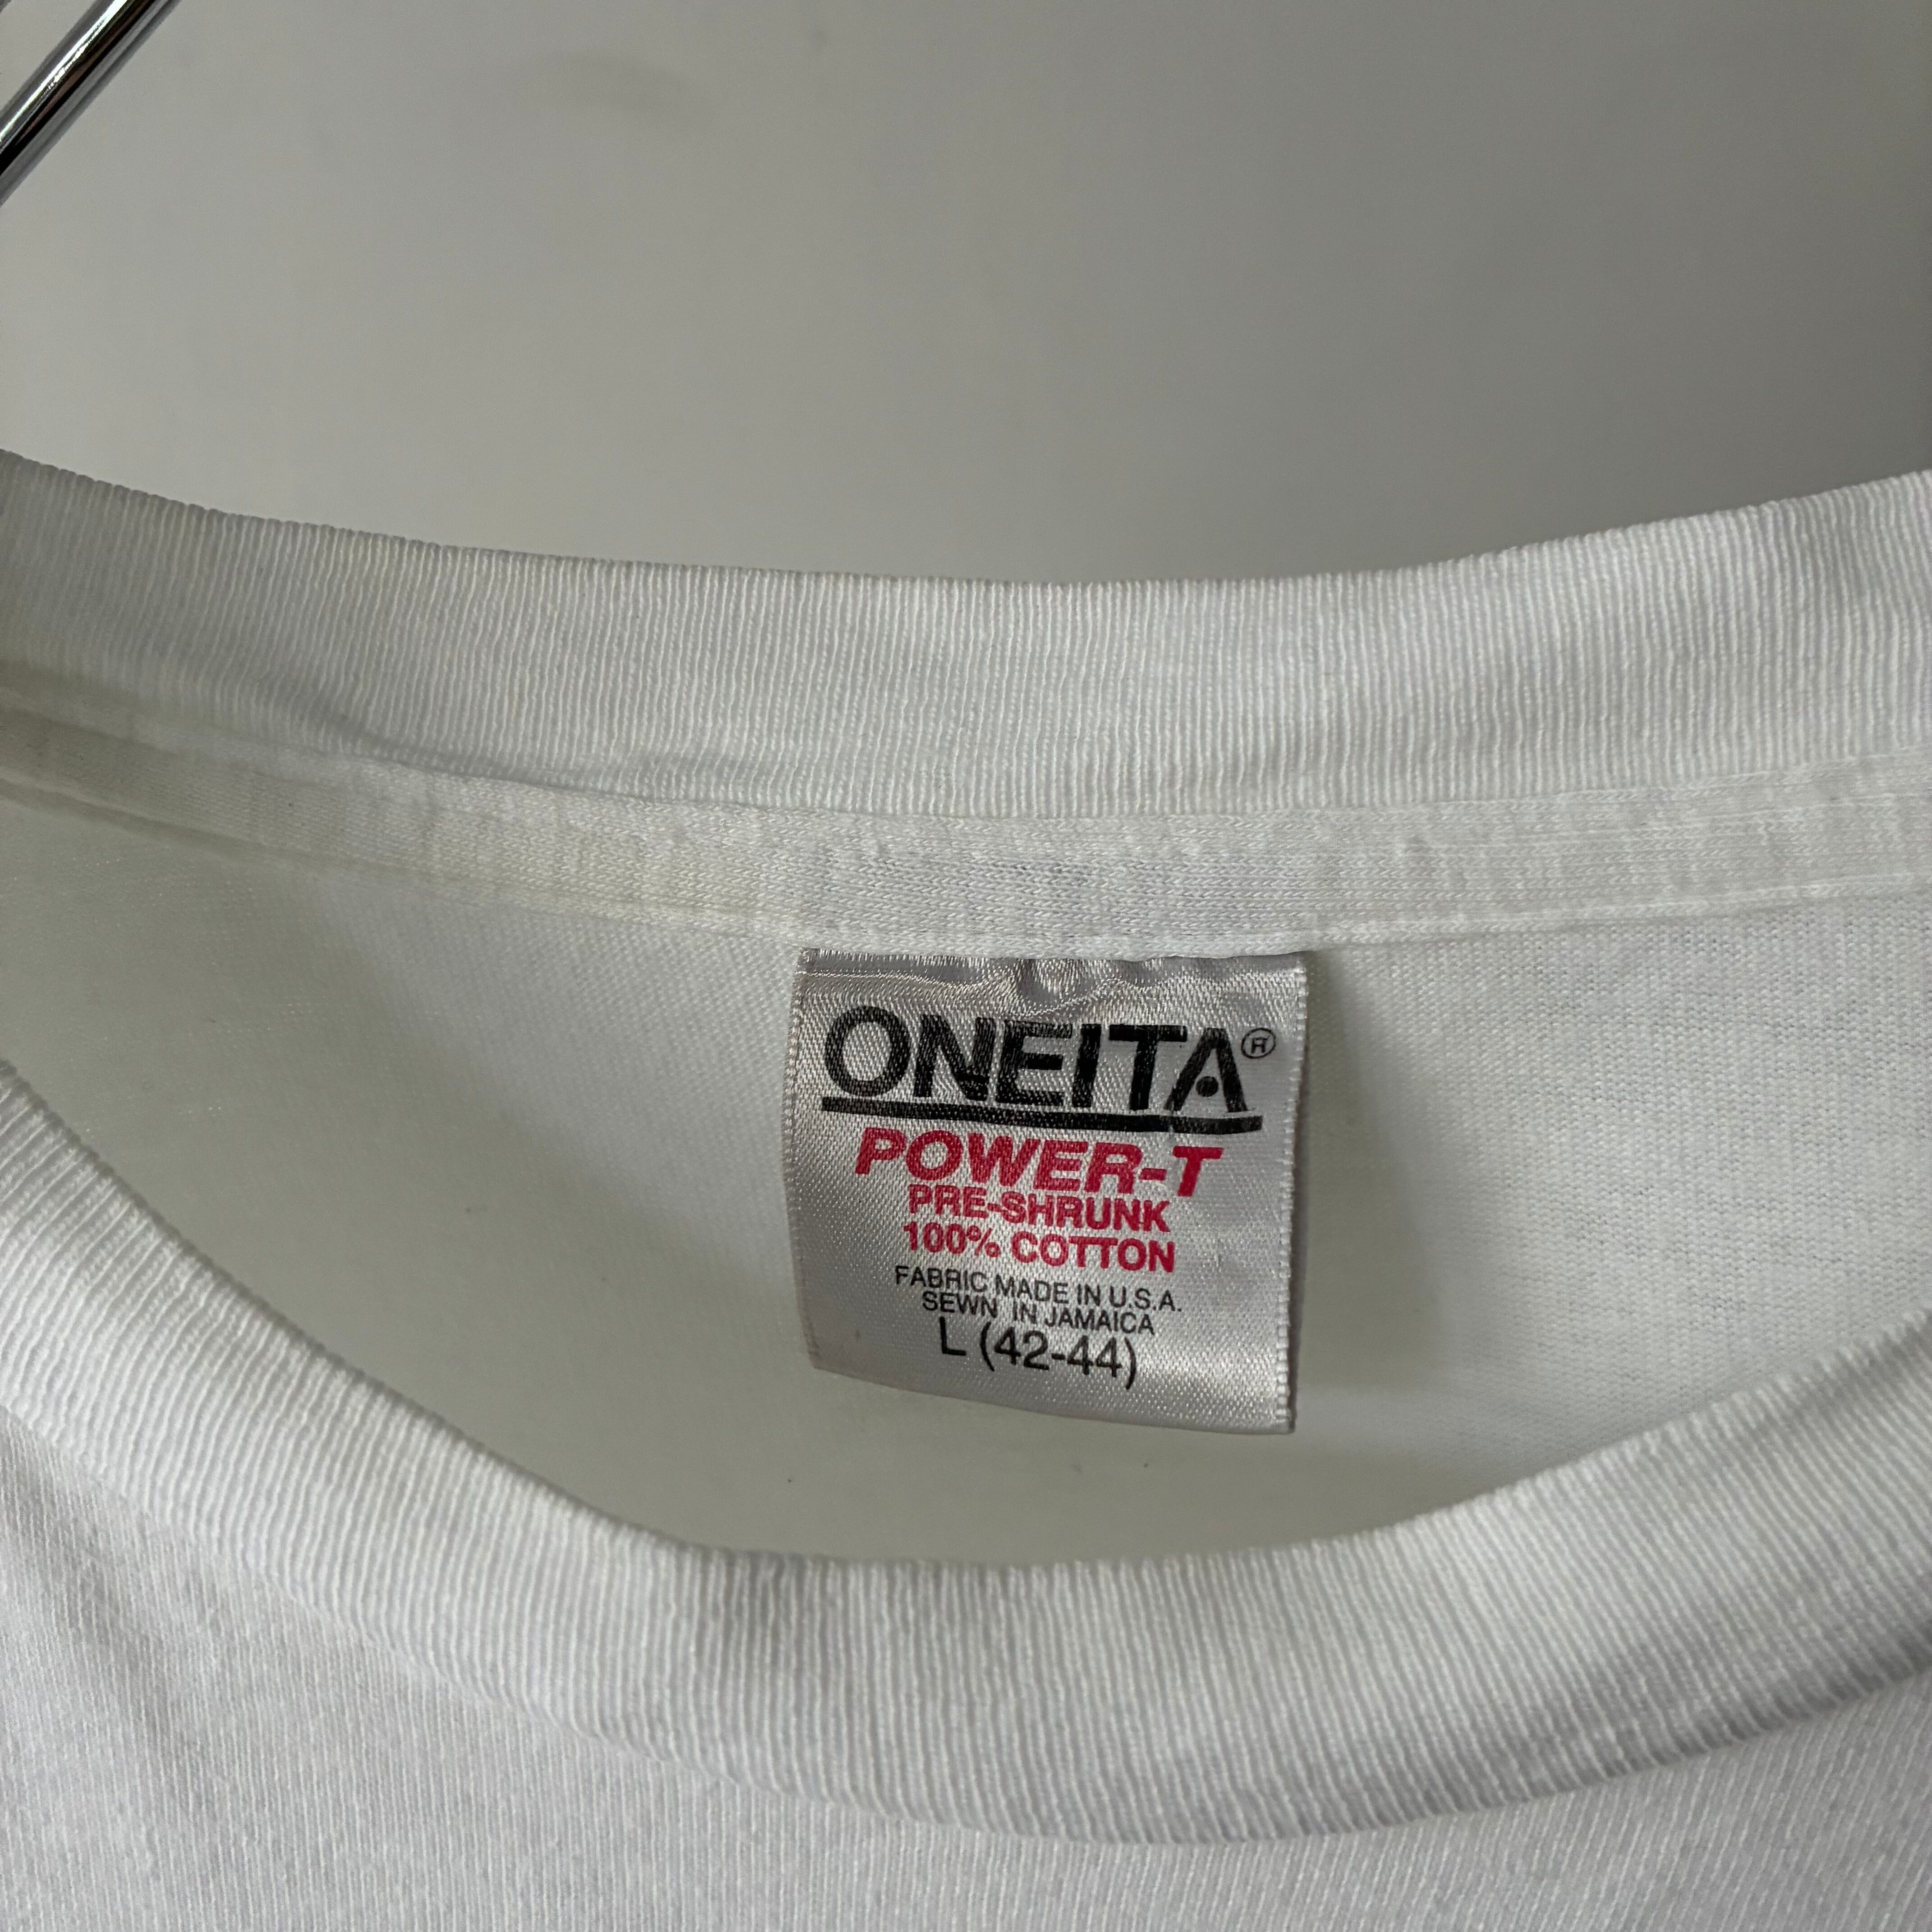 ONEITA®
POWER-T
PRE-SHRUNK
100% COTTON
FABRIC MADE IN U.S.A.
SEWN IN JAMAICA
L (42-44)